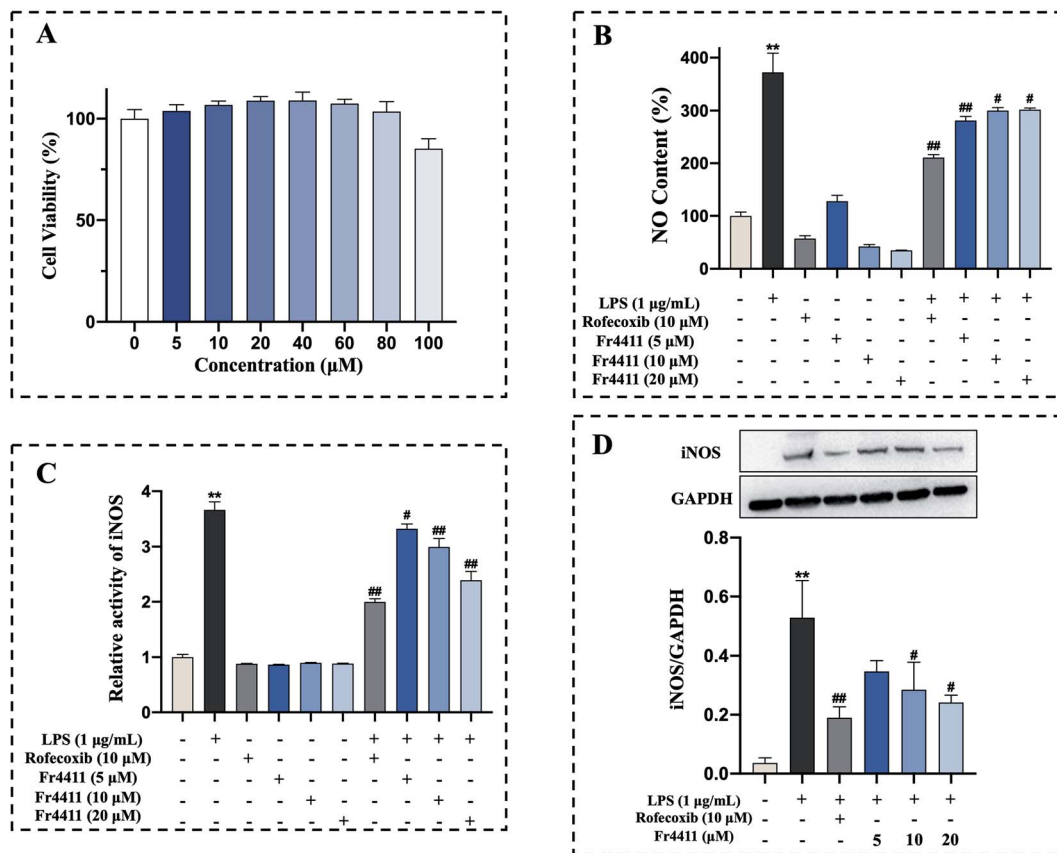 A
Cell Viability (%)
100
50
0
0 5 10 20 40 60 80 100
Concentration (μM)
B
NO Content (%)
400
300
200
100
0
** ## ## # #
LPS (1 μg/mL) - + - - - - + + + +
Rofecoxib (10 μM) - - + - - - + - - -
Fr4411 (5 μM) - - - + - - - + - -
Fr4411 (10 μM) - - - - + - - - + -
Fr4411 (20 μM) - - - - - + - - - +
C
Relative activity of iNOS
4
3
2
1
0
** ## # ## ##
LPS (1 μg/mL) - + - - - - + + + +
Rofecoxib (10 μM) - - + - - - + - - -
Fr4411 (5 μM) - - - + - - - + - -
Fr4411 (10 μM) - - - - + - - - + -
Fr4411 (20 μM) - - - - - + - - - +
D
iNOS
GAPDH
iNOS/GAPDH
0.8
0.6
0.4
0.2
0.0
** ## # #
LPS (1 μg/mL) - + + + + +
Rofecoxib (10 μM) - - + - - -
Fr4411 (μM) - - - 5 10 20